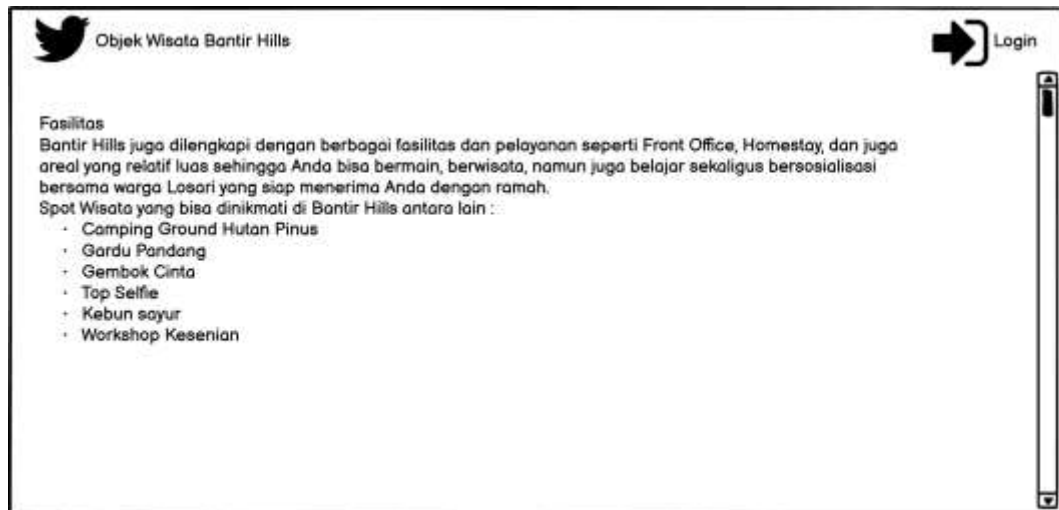 Objek Wisata Bantir Hills
Login
Fasilitas
Bantir Hills juga dilengkapi dengan berbagai fasilitas dan pelayanan seperti Front Office, Homestay, dan juga
areal yang relatif luas sehingga Anda bisa bermain, berwisata, namun juga belajar sekaligus bersosialisasi
bersama warga Losari yang siap menerima Anda dengan ramah.
Spot Wisata yang bisa dinikmati di Bantir Hills antara lain :
· Camping Ground Hutan Pinus
· Gardu Pandang
· Gembok Cinta
· Top Selfie
· Kebun sayur
· Workshop Kesenian